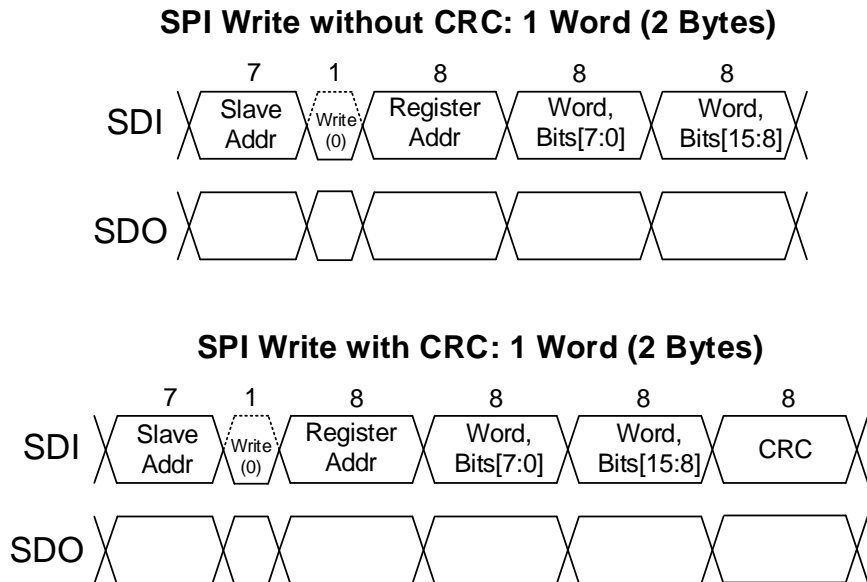 SPI Write without CRC: 1 Word (2 Bytes)
7 1 8 8 8
SDI
Slave
Addr
Write
(0)
Register
Addr
Word,
Bits[7:0]
Word,
Bits[15:8]
SDO
SPI Write with CRC: 1 Word (2 Bytes)
7 1 8 8 8 8
SDI
Slave
Addr
Write
(0)
Register
Addr
Word,
Bits[7:0]
Word,
Bits[15:8]
CRC
SDO